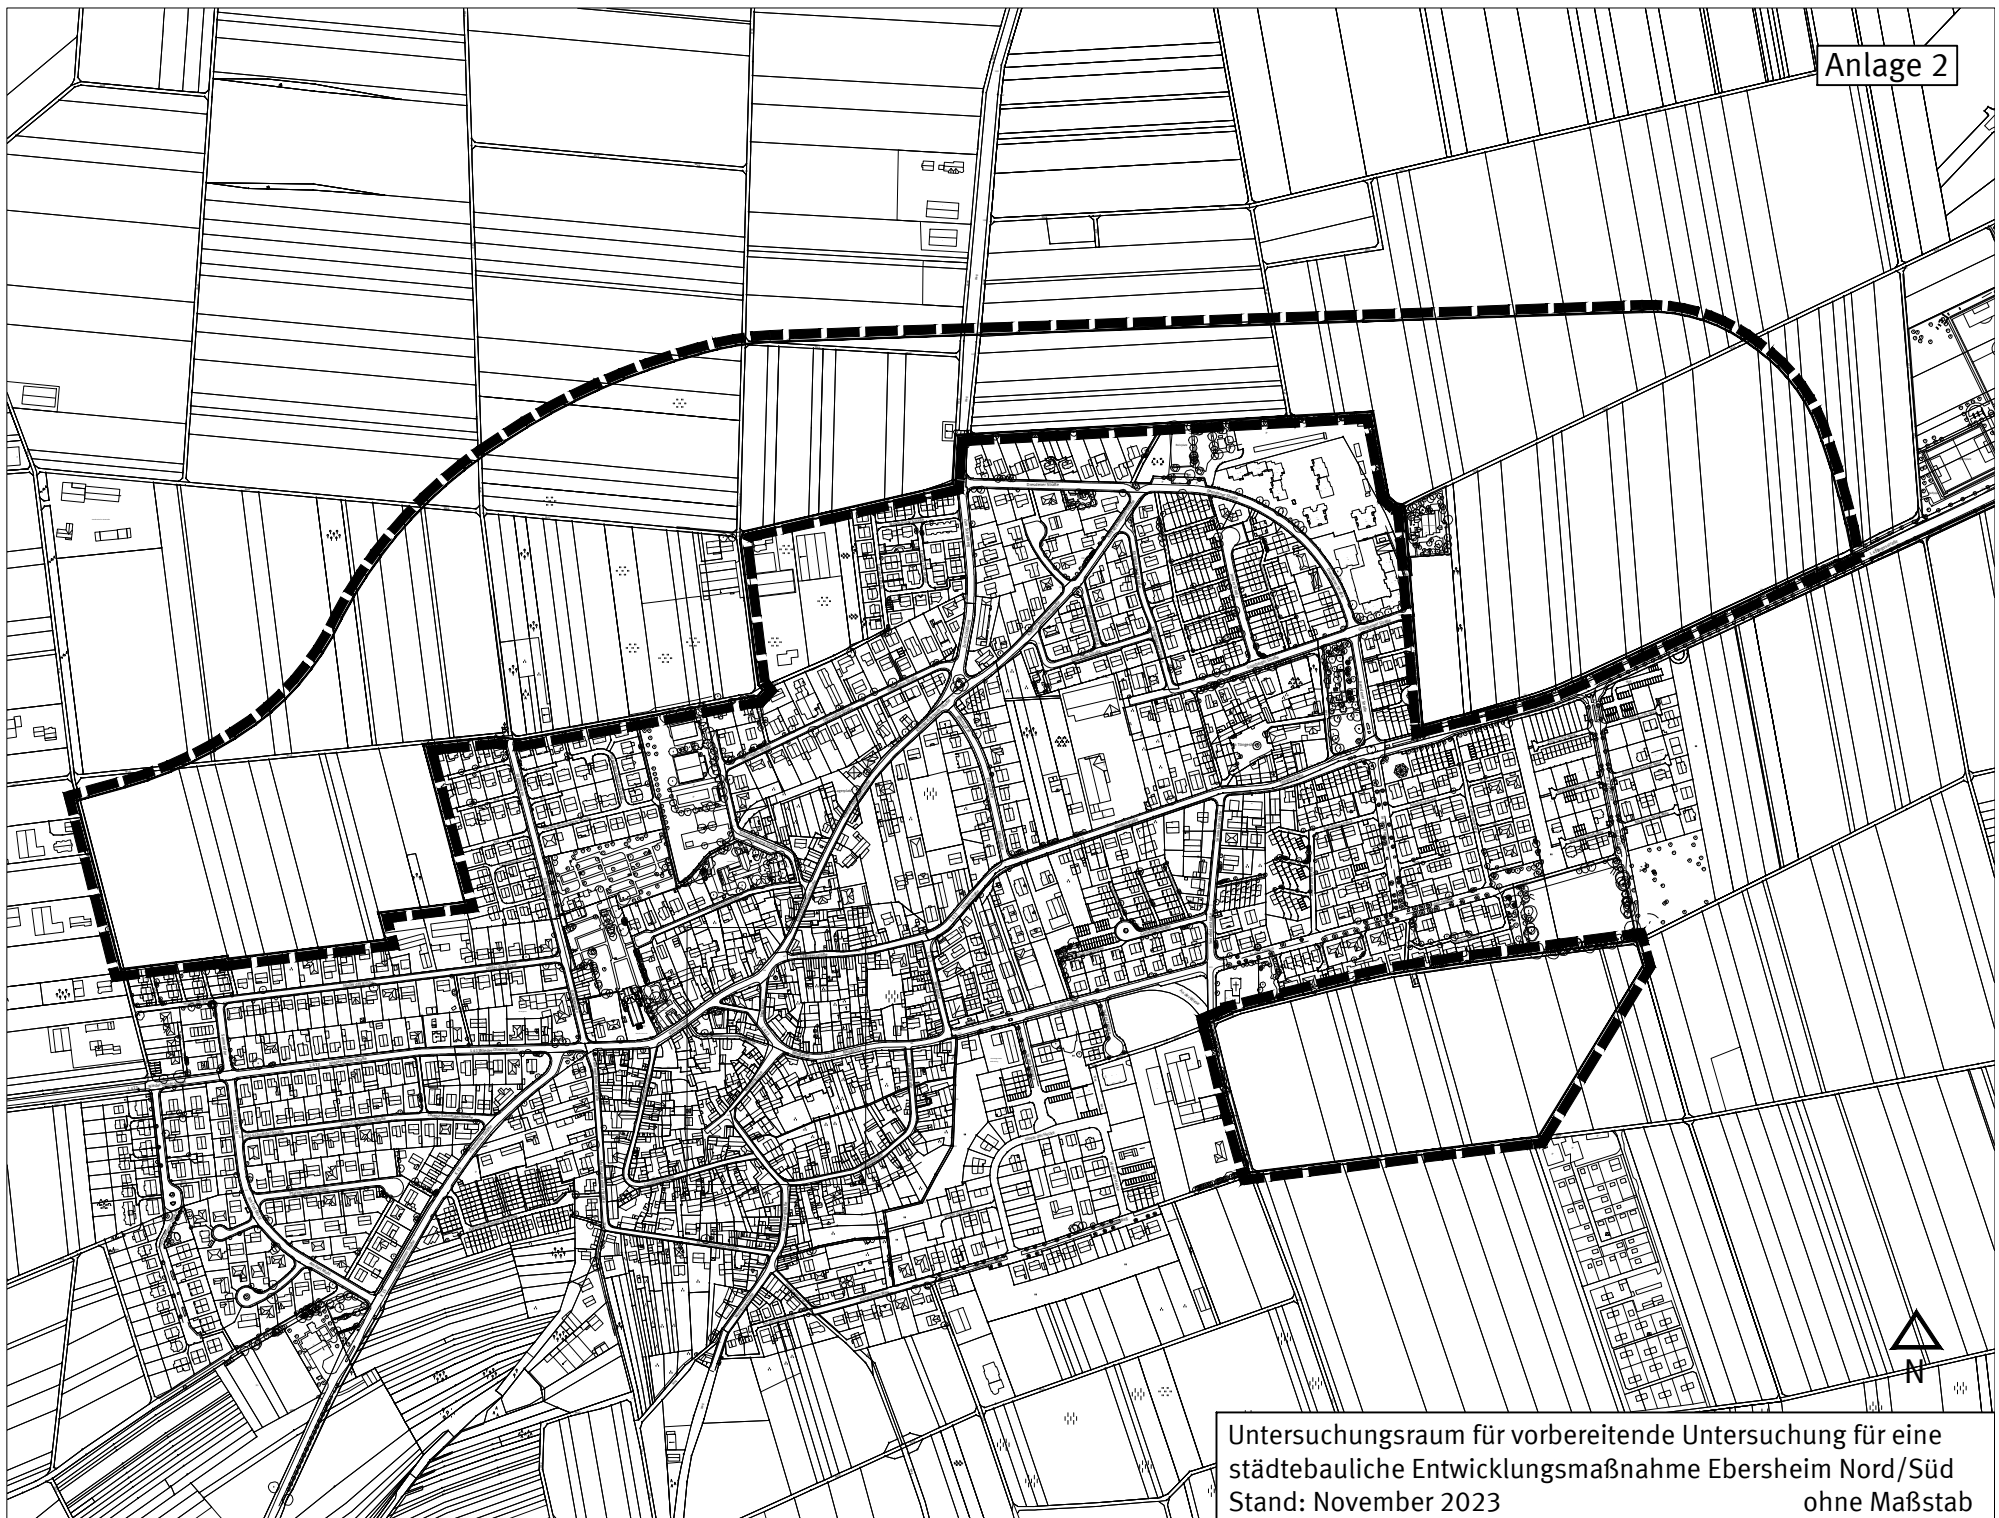 Anlage 2
N
Untersuchungsraum für vorbereitende Untersuchung für eine
städtebauliche Entwicklungsmaßnahme Ebersheim Nord/Süd
Stand: November 2023 ohne Maßstab